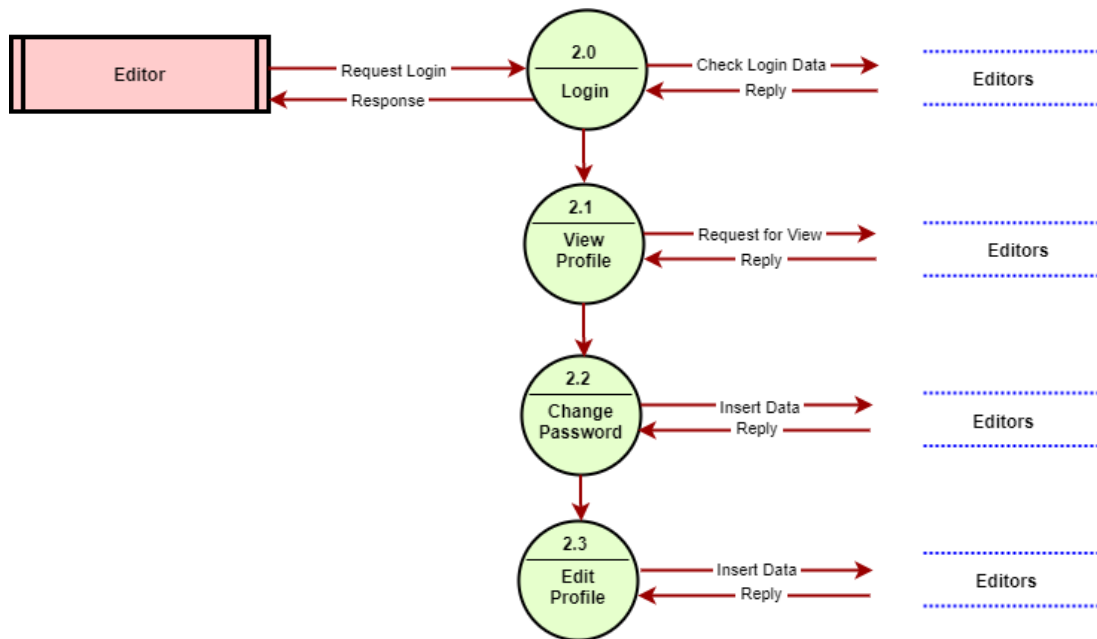 Editor
Request Login
Response
2.0
Login
Check Login Data
Reply
Editors
2.1
View
Profile
Request for View
Reply
Editors
2.2
Change
Password
Insert Data
Reply
Editors
2.3
Edit
Profile
Insert Data
Reply
Editors